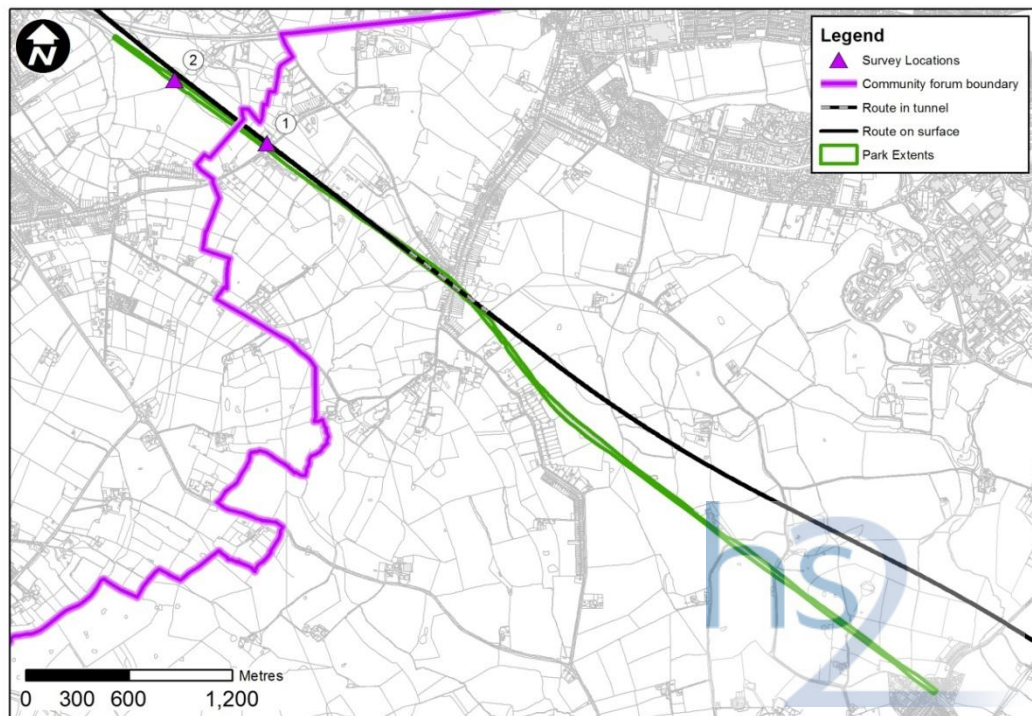 N
2
1
Legend
Survey Locations
Community forum boundary
Route in tunnel
Route on surface
Park Extents
hs2
Metres
0 300 600 1,200